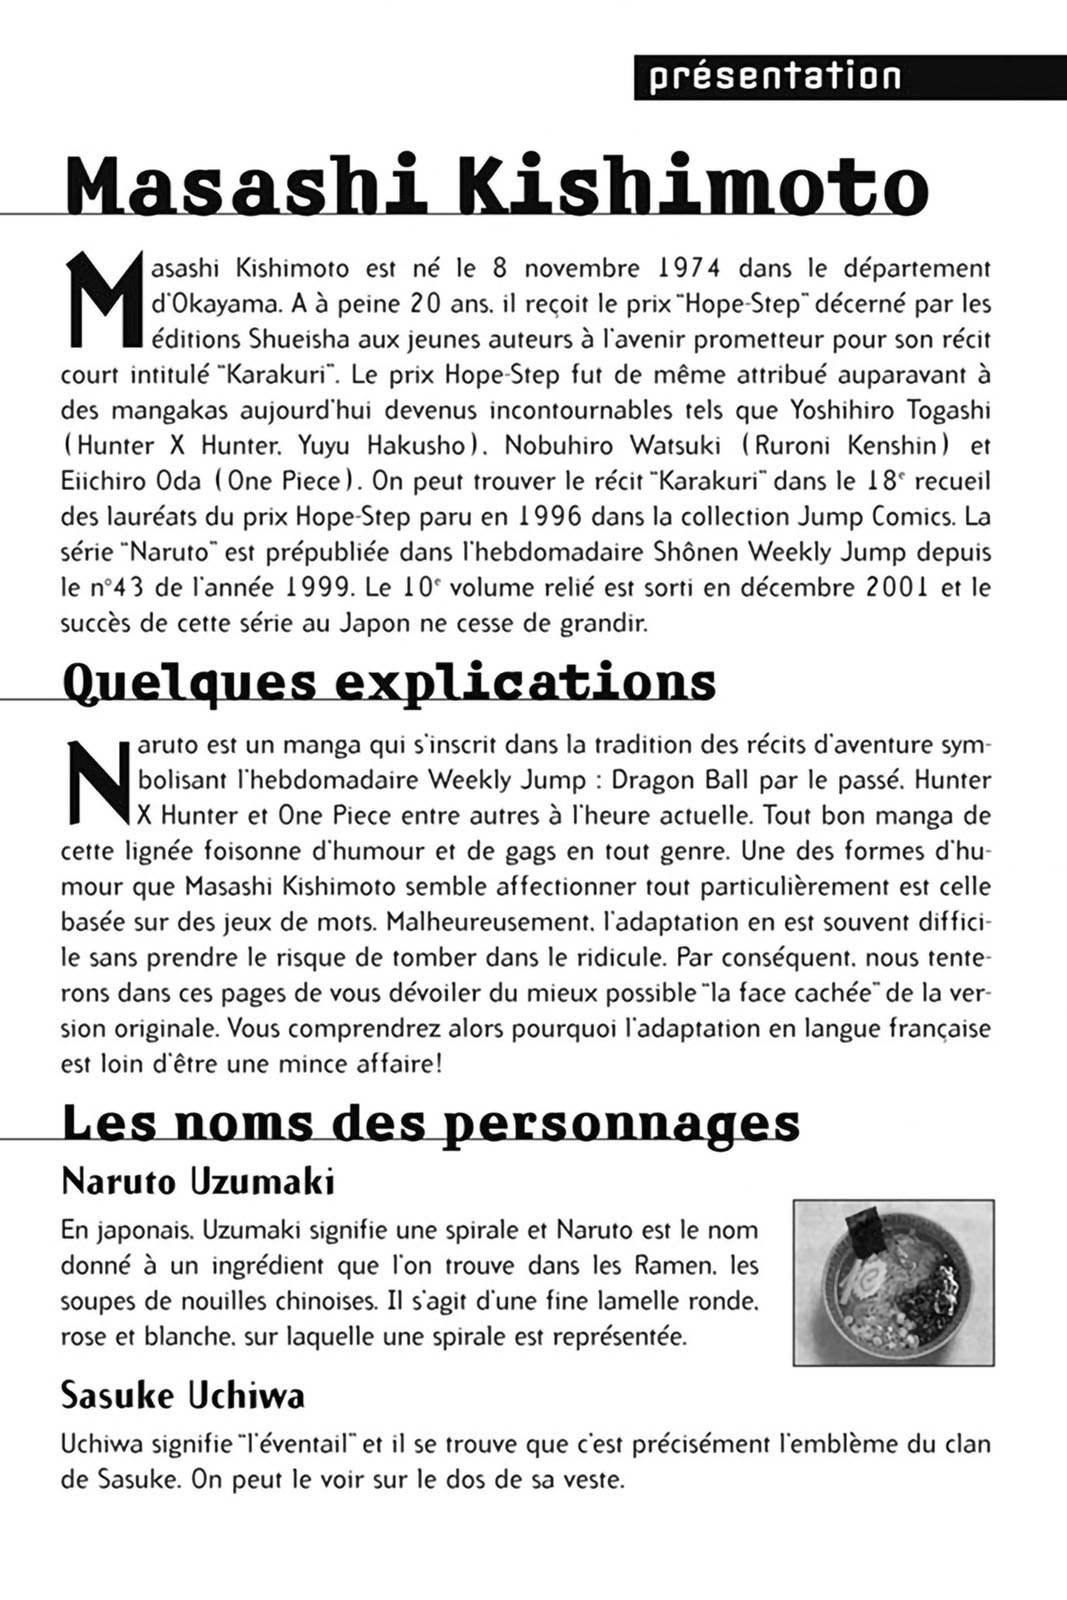 présentation
Masashi Kishimoto
Masashi Kishimoto est né le 8 novembre 1974 dans le département
d'Okayama. A à peine 20 ans, il reçoit le prix "Hope-Step" décerné par les
éditions Shueisha aux jeunes auteurs à l'avenir prometteur pour son récit
court intitulé "Karakuri". Le prix Hope-Step fut de même attribué auparavant à
des mangakas aujourd'hui devenus incontournables tels que Yoshihiro Togashi
(Hunter X Hunter, Yuyu Hakusho), Nobuhiro Watsuki (Ruroni Kenshin) et
Eiichiro Oda (One Piece). On peut trouver le récit "Karakuri" dans le 18e recueil
des lauréats du prix Hope-Step paru en 1996 dans la collection Jump Comics. La
série "Naruto" est prépubliée dans l'hebdomadaire Shônen Weekly Jump depuis
le n°43 de l'année 1999. Le 10e volume relié est sorti en décembre 2001 et le
succès de cette série au Japon ne cesse de grandir.
Quelques explications
Naruto est un manga qui s'inscrit dans la tradition des récits d'aventure sym-
bolisant l'hebdomadaire Weekly Jump : Dragon Ball par le passé, Hunter
X Hunter et One Piece entre autres à l'heure actuelle. Tout bon manga de
cette lignée foisonne d'humour et de gags en tout genre. Une des formes d'hu-
mour que Masashi Kishimoto semble affectionner tout particulièrement est celle
basée sur des jeux de mots. Malheureusement, l'adaptation en est souvent diffici-
le sans prendre le risque de tomber dans le ridicule. Par conséquent, nous tente-
rons dans ces pages de vous dévoiler du mieux possible "la face cachée" de la ver-
sion originale. Vous comprendrez alors pourquoi l'adaptation en langue française
est loin d'être une mince affaire!
Les noms des personnages
Naruto Uzumaki
En japonais, Uzumaki signifie une spirale et Naruto est le nom
donné à un ingrédient que l'on trouve dans les Ramen, les
soupes de nouilles chinoises. Il s'agit d'une fine lamelle ronde,
rose et blanche, sur laquelle une spirale est représentée.
Sasuke Uchiwa
Uchiwa signifie "l'éventail" et il se trouve que c'est précisément l'emblème du clan
de Sasuke. On peut le voir sur le dos de sa veste.